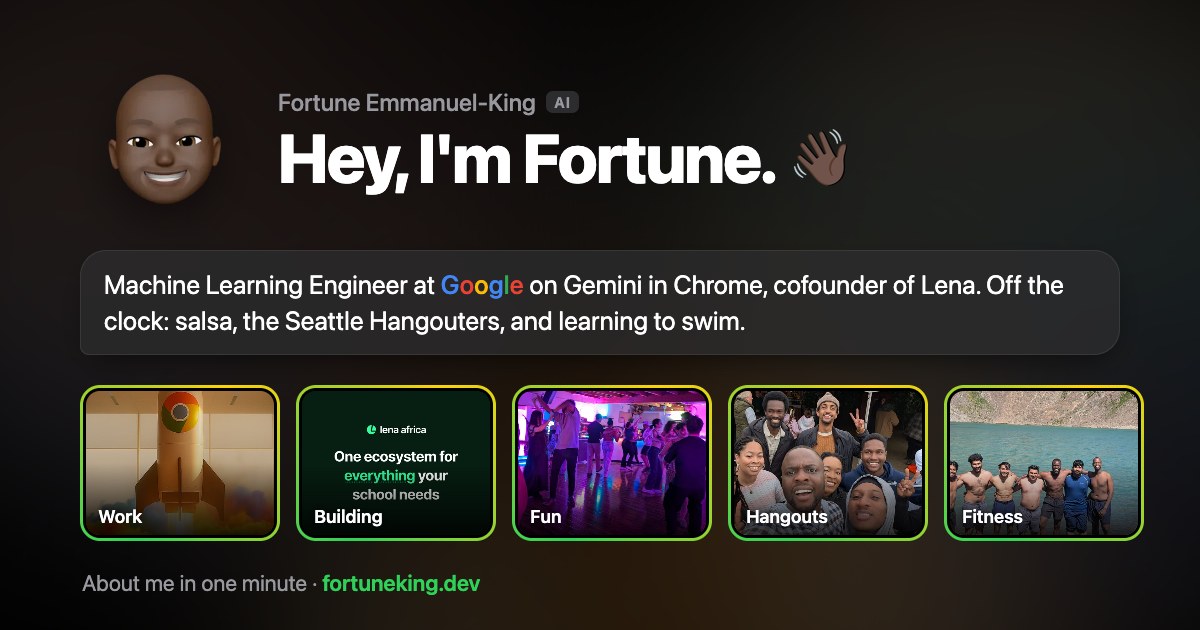 Fortune Emmanuel-King AI
Hey, I'm Fortune. 👋🏿
Machine Learning Engineer at Google on Gemini in Chrome, cofounder of Lena. Off the
clock: salsa, the Seattle Hangouters, and learning to swim.
lena africa
One ecosystem for
everything your
school needs
Work
Building
Fun
Hangouts
Fitness
About me in one minute · fortuneking.dev